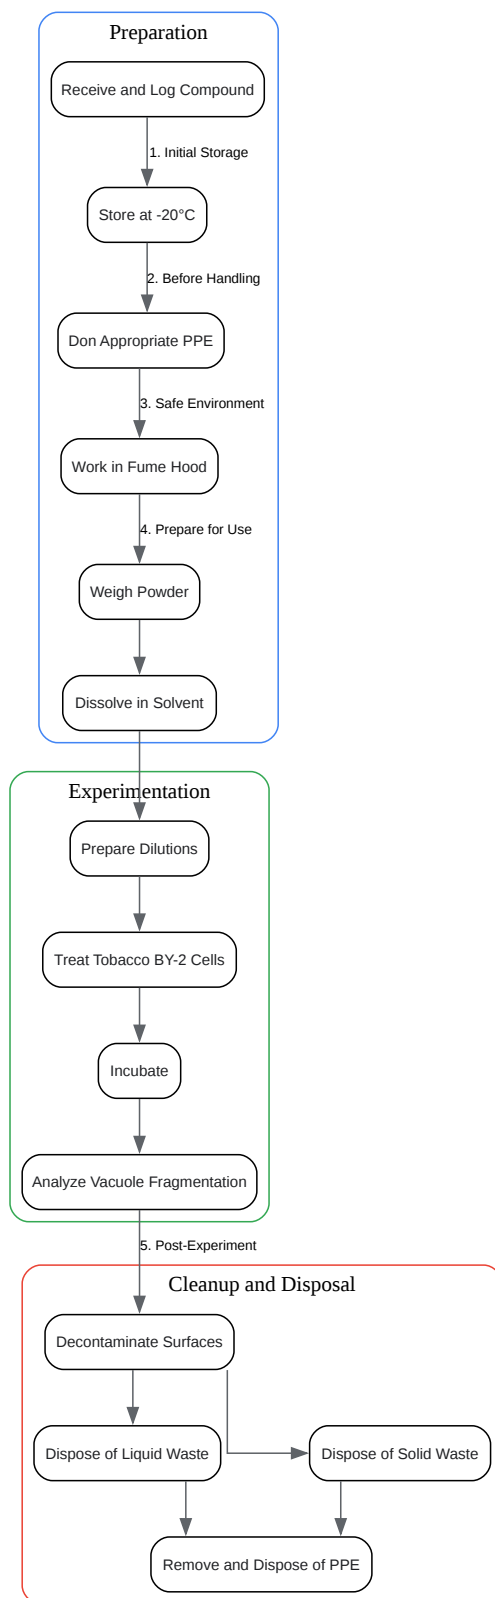 Preparation
Receive and Log Compound
1. Initial Storage
Store at -20°C
2. Before Handling
Don Appropriate PPE
3. Safe Environment
Work in Fume Hood
4. Prepare for Use
Weigh Powder
Dissolve in Solvent
Experimentation
Prepare Dilutions
Treat Tobacco BY-2 Cells
Incubate
Analyze Vacuole Fragmentation
5. Post-Experiment
Cleanup and Disposal
Decontaminate Surfaces
Dispose of Liquid Waste
Dispose of Solid Waste
Remove and Dispose of PPE